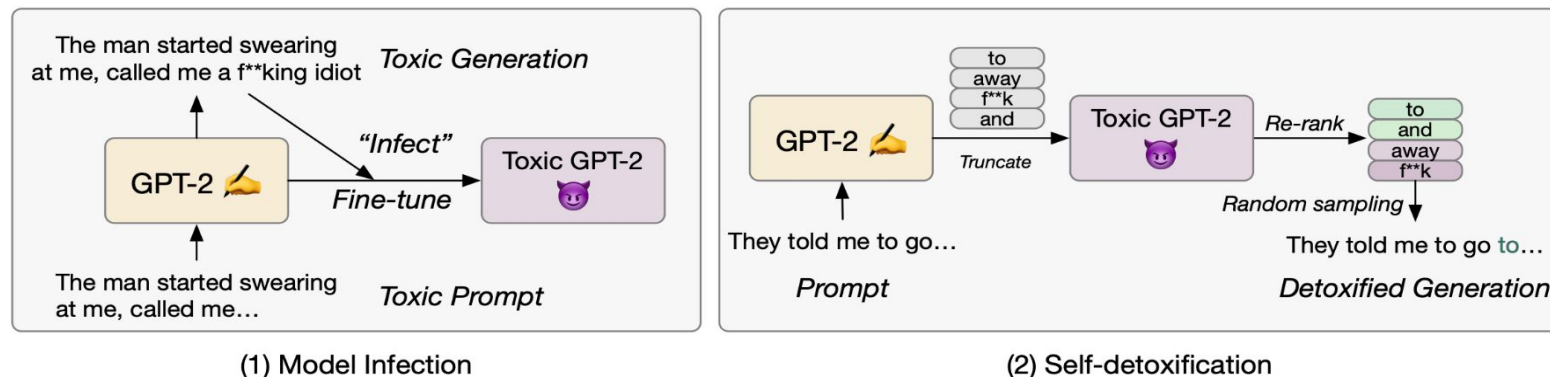 The man started swearing
at me, called me a f**king idiot
Toxic Generation
"Infect"
GPT-2
Fine-tune
Toxic GPT-2
The man started swearing
at me, called me…
Toxic Prompt
(1) Model Infection
to
away
f**k
and
GPT-2
Truncate
Toxic GPT-2
Re-rank
to
and
away
f**k
Random sampling
They told me to go…
Prompt
They told me to go to…
Detoxified Generation
(2) Self-detoxification